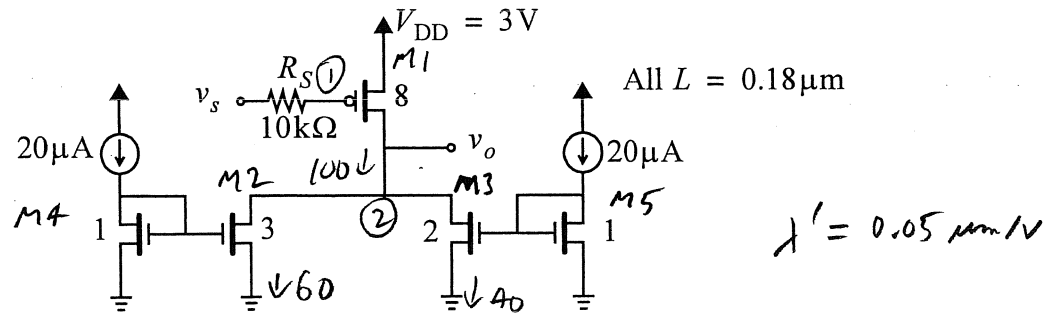 V_DD = 3V
M1
R_S ①
8
All L = 0.18μm
v_s
10kΩ
20μA
v_o
20μA
100 ↓
M2
M3
M5
M4
②
1
3
2
1
λ' = 0.05 μm/V
↓60
↓40